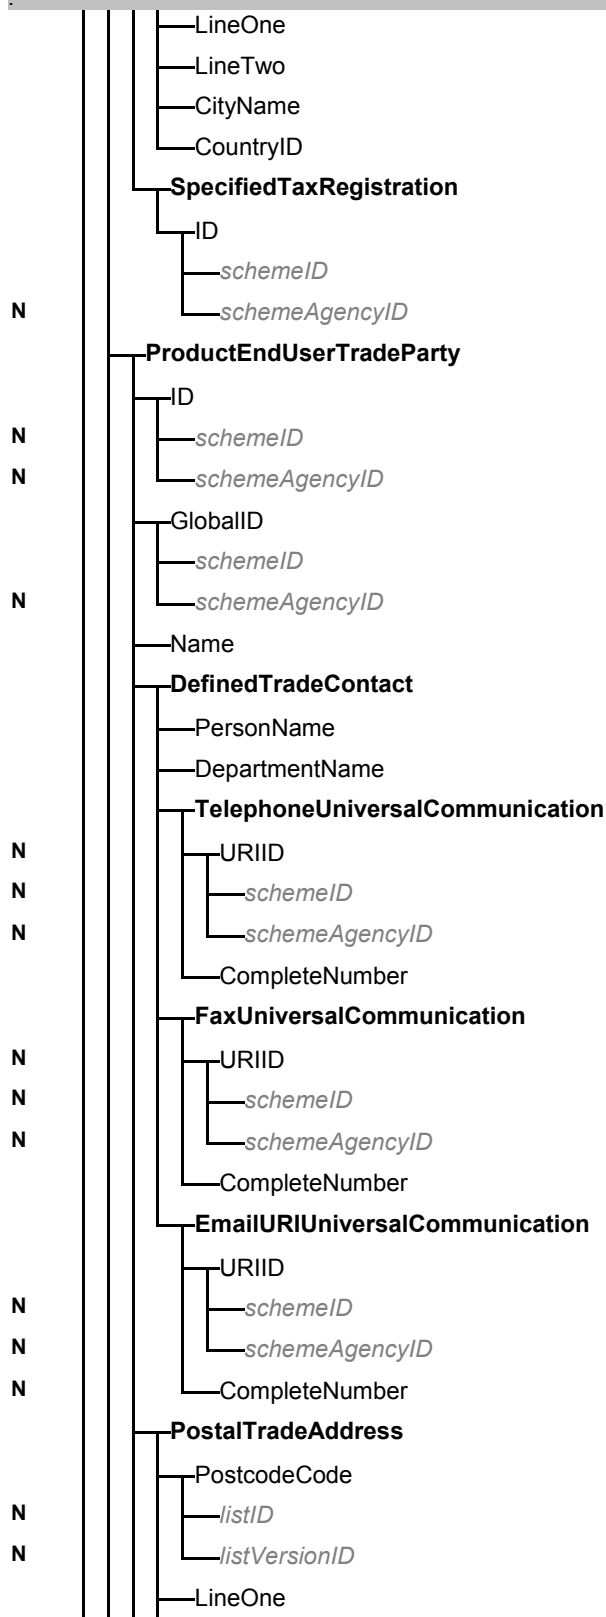 LineOne
LineTwo
CityName
CountryID
SpecifiedTaxRegistration
ID
schemeID
N schemeAgencyID
ProductEndUserTradeParty
ID
N schemeID
N schemeAgencyID
GlobalID
schemeID
N schemeAgencyID
Name
DefinedTradeContact
PersonName
DepartmentName
TelephoneUniversalCommunication
N URIID
N schemeID
N schemeAgencyID
CompleteNumber
FaxUniversalCommunication
N URIID
N schemeID
N schemeAgencyID
CompleteNumber
EmailURIUniversalCommunication
URIID
N schemeID
N schemeAgencyID
N CompleteNumber
PostalTradeAddress
PostcodeCode
N listID
N listVersionID
LineOne